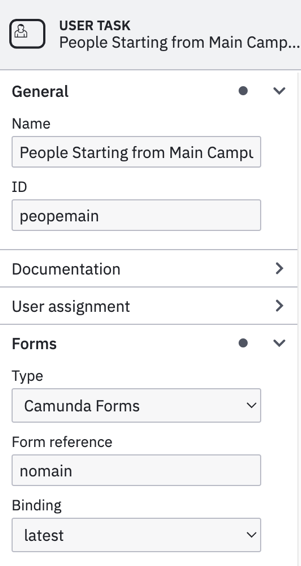 USER TASK
People Starting from Main Camp...
General
Name
People Starting from Main Campu
ID
peopemain
Documentation
User assignment
Forms
Type
Camunda Forms
Form reference
nomain
Binding
latest